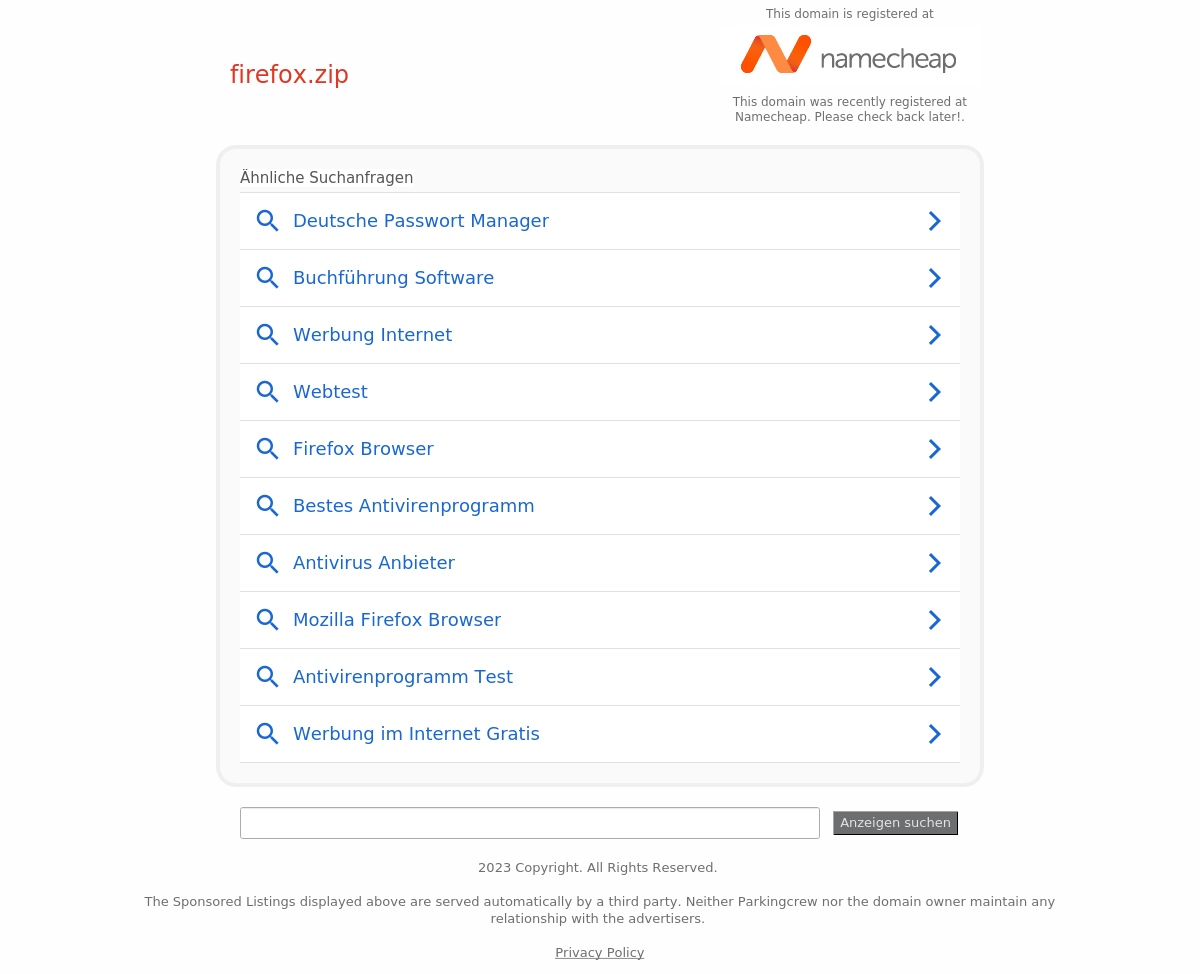 This domain is registered at
namecheap
firefox.zip
This domain was recently registered at
Namecheap. Please check back later!.
Ähnliche Suchanfragen
Deutsche Passwort Manager
Buchführung Software
Werbung Internet
Webtest
Firefox Browser
Bestes Antivirenprogramm
Antivirus Anbieter
Mozilla Firefox Browser
Antivirenprogramm Test
Werbung im Internet Gratis
Anzeigen suchen
2023 Copyright. All Rights Reserved.
The Sponsored Listings displayed above are served automatically by a third party. Neither Parkingcrew nor the domain owner maintain any
relationship with the advertisers.
Privacy Policy